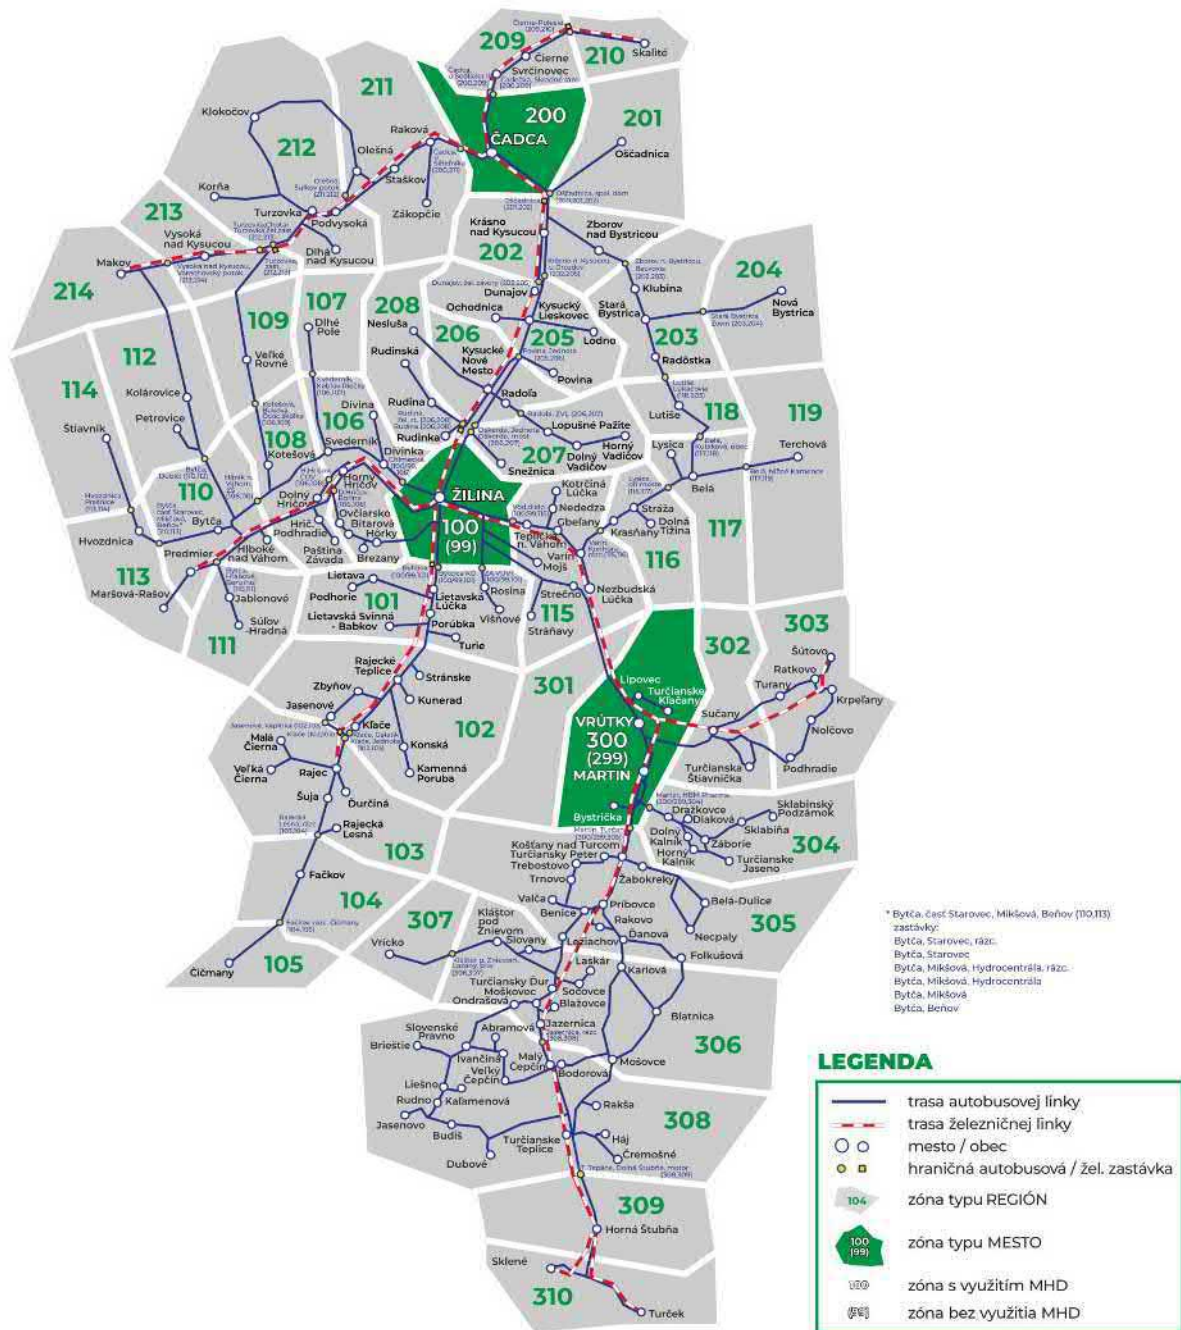 209
210
Skalité
Čierne
Svrčinovec
211
200
ČADCA
201
Oščadnica
Klokočov
212
Raková
Olešná
Staškov
Zákopčie
Korňa
Turzovka
Podvysoká
Dlhá
nad Kysucou
213
Vysoká
nad Kysucou
Makov
214
Krásno
nad Kysucou
202
Zborov
nad Bystricou
Klubina
204
Nová
Bystrica
Stará
Bystrica
203
Radôstka
Dunajov
Ochodnica
Kysucký
Lieskovec
205
Lodno
Povina
107
Dlhé
Pole
208
Nesluša
206
Rudinská
Kysucké
Nové
Mesto
109
Veľké
Rovné
112
Kolárovice
Petrovice
114
Štiavnik
Radoľa
Rudina
Rudinka
Lopušné Pažite
207
Dolný
Vadičov
Horný
Vadičov
Snežnica
Lutiše
118
119
Terchová
Lysica
Belá
117
Stráža
Dolná
Tižina
Krasňany
116
106
Divina
Svederník
Divinka
108
Kotešová
110
Bytča
Hvozdnica
Predmier
113
Maršová-Rašov
Jablonové
Súľov
-Hradná
111
Hlboké
nad Váhom
Dolný
Hričov
Horný
Hričov
Hrič.
Podhradie
Paština
Závada
Ovčiarsko
Bitarová
Hôrky
Brezany
ŽILINA
100
(99)
Kotrčiná
Lúčka
Nededza
Gbeľany
Teplička
n. Váhom
Varín
Mojš
Nezbudská
Lúčka
Strečno
115
Stráňavy
Rosina
Višňové
Lietava
Podhorie
101
Lietavská
Lúčka
Lietavská Svinná
- Babkov
Porúbka
Turie
Rajecké
Teplice
Stránske
Kunerad
Zbyňov
Jasenové
Kľače
102
Konská
Kamenná
Poruba
Malá
Čierna
Veľká
Čierna
Rajec
Šuja
Ďurčiná
Rajecká
Lesná
103
Fačkov
104
105
Čičmany
301
302
303
Lipovec
Turčianske
Kľačany
VRÚTKY
300
(299)
MARTIN
Bystrička
Sučany
Turany
Ratkovo
Šútovo
Krpeľany
Nolčovo
Podhradie
Turčianska
Štiavnička
Dražkovce
Diaková
Sklabinský
Podzámok
Sklabiňa
304
Dolný
Kalník
Horný
Kalník
Záborie
Turčianske
Jaseno
Košťany nad Turcom
Turčiansky Peter
Trebostovo
Trnovo
Žabokreky
Belá-Dulice
305
Necpaly
Valča
Benice
Príbovce
Rakovo
Ďanová
Folkušová
307
Kláštor
pod
Znievom
Vrícko
Slovany
Leziachov
Laskár
Karlová
Turčiansky Ďur
Moškovec
Ondrašová
Socovce
Blažovce
Blatnica
306
Slovenské
Pravno
Abramová
Jazernica
Brieštie
Ivančiná
Malý
Čepčín
Veľký
Čepčín
Bodorová
Mošovce
Liešno
Rudno
Kaľamenová
Jasenovo
Budiš
Dubové
Turčianske
Teplice
Rakša
308
Háj
Čremošné
309
Horná Štubňa
Sklené
310
Turček
* Bytča, časť Starovec, Mikšová, Beňov (110,113)
zastávky:
Bytča, Starovec, rázc.
Bytča, Starovec
Bytča, Mikšová, Hydrocentrála, rázc.
Bytča, Mikšová, Hydrocentrála
Bytča, Mikšová
Bytča, Beňov
LEGENDA
trasa autobusovej linky
trasa železničnej linky
mesto / obec
hraničná autobusová / žel. zastávka
104 zóna typu REGIÓN
100
(99)
zóna typu MESTO
100 zóna s využitím MHD
(99) zóna bez využitia MHD